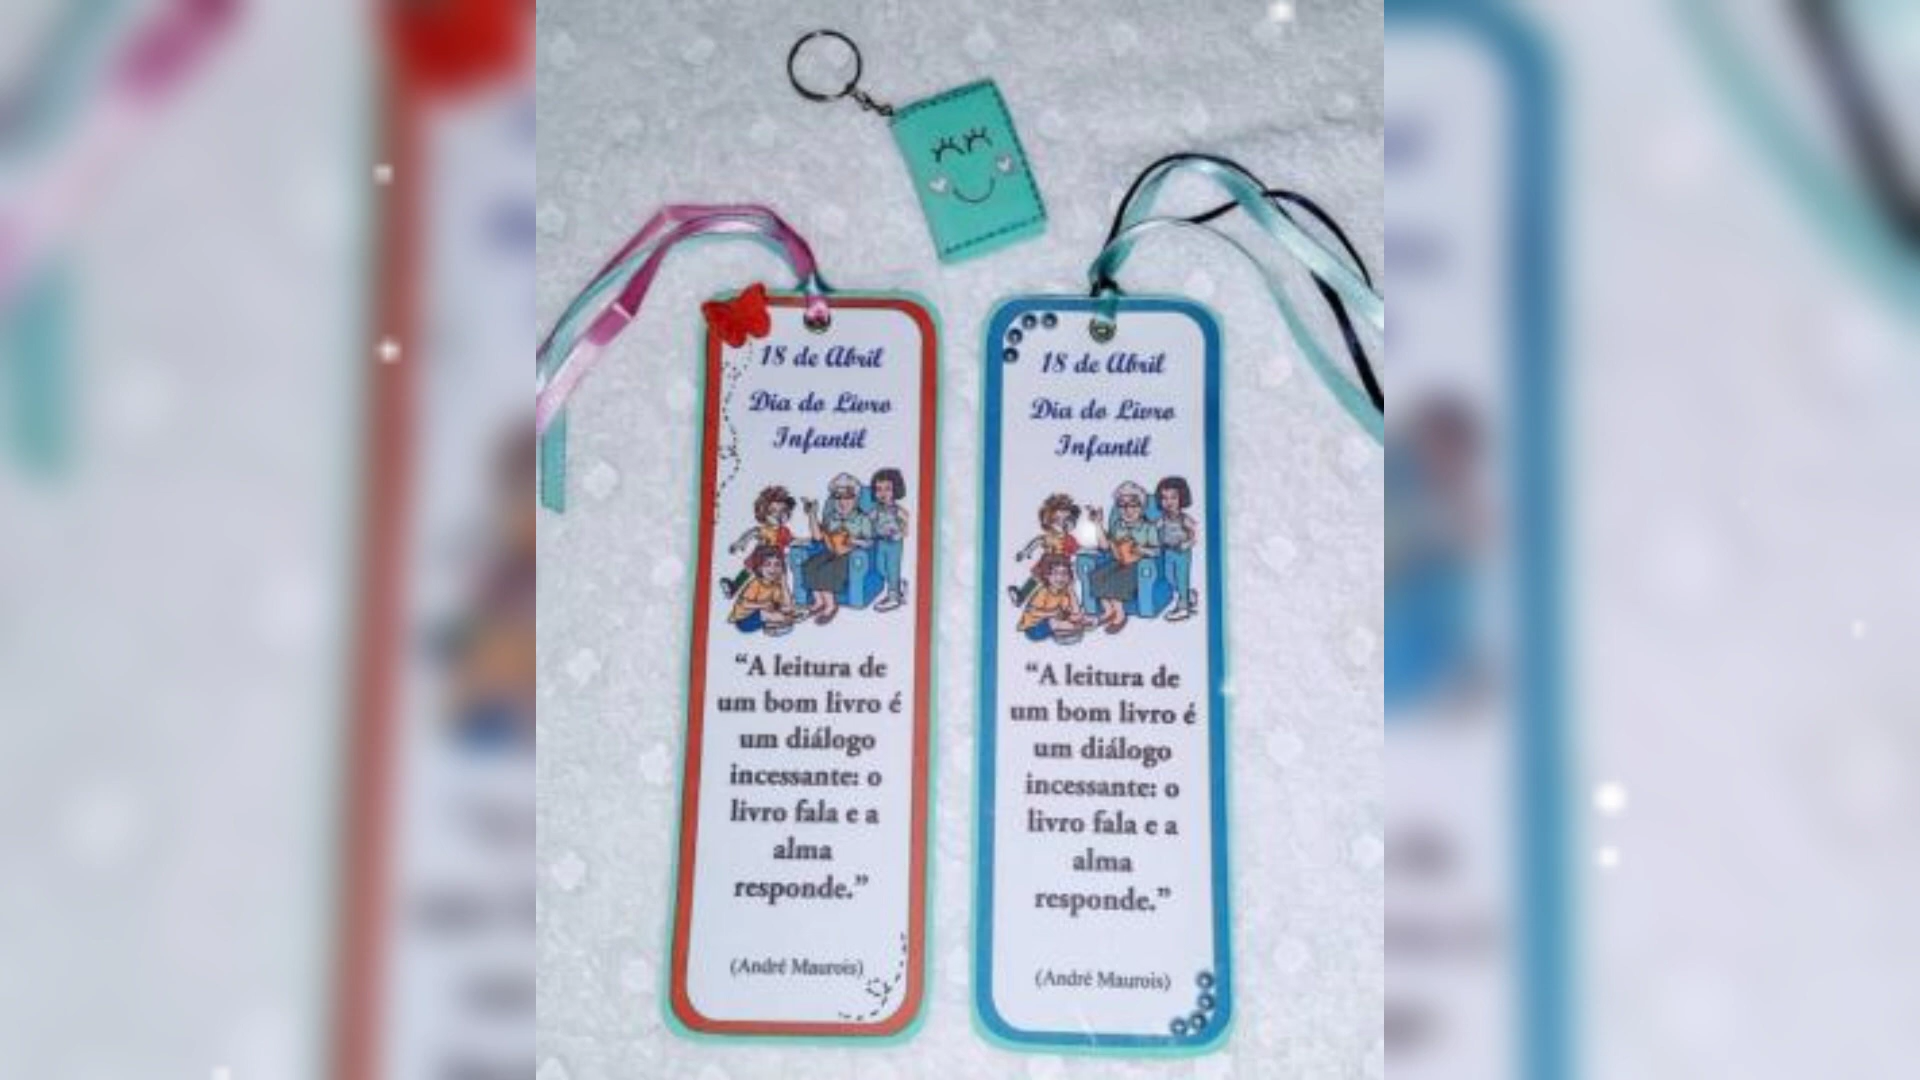 18 de Abril
Dia do Livro
Infantil
“A leitura de
um bom livro é
um diálogo
incessante: o
livro fala e a
alma
responde.”
(André Maurois)
18 de Abril
Dia do Livro
Infantil
“A leitura de
um bom livro é
um diálogo
incessante: o
livro fala e a
alma
responde.”
(André Maurois)